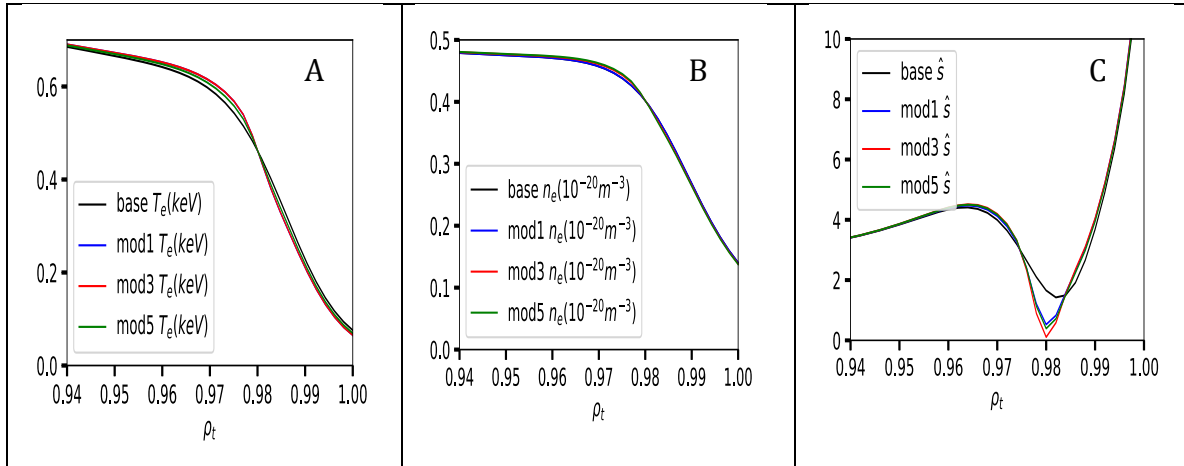 A
0.6
0.4
0.2
0.0
base Tₑ(keV)
mod1 Tₑ(keV)
mod3 Tₑ(keV)
mod5 Tₑ(keV)
0.94 0.95 0.96 0.97 0.98 0.99 1.00
ρₜ
B
0.5
0.4
0.3
0.2
0.1
0.0
base nₑ(10⁻²⁰m⁻³)
mod1 nₑ(10⁻²⁰m⁻³)
mod3 nₑ(10⁻²⁰m⁻³)
mod5 nₑ(10⁻²⁰m⁻³)
0.94 0.95 0.96 0.97 0.98 0.99 1.00
ρₜ
C
10
8
6
4
2
0
base ŝ
mod1 ŝ
mod3 ŝ
mod5 ŝ
0.94 0.95 0.96 0.97 0.98 0.99 1.00
ρₜ